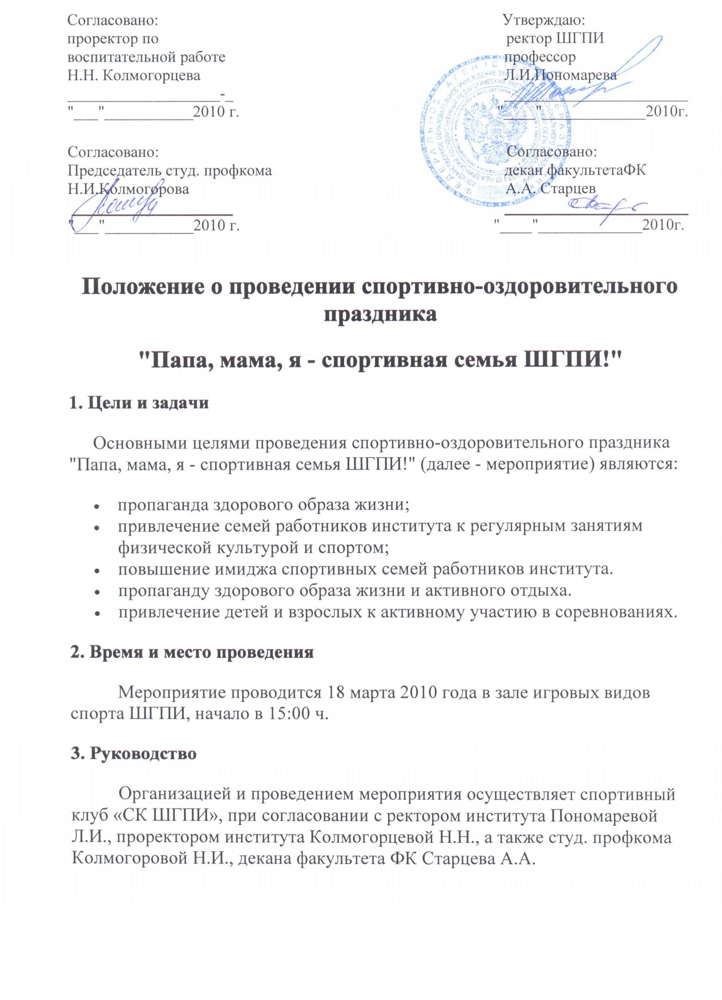 Согласовано:
проректор по
воспитательной работе
Н.Н. Колмогорцева
"___"___________2010 г.
Утверждаю:
ректор ШГПИ
профессор
Л.И.Пономарева
"____"_____________2010г.
Согласовано:
Председатель студ. профкома
Н.И.Колмогорова
"___"___________2010 г.
Согласовано:
декан факультетаФК
А.А. Старцев
"____"_____________2010г.
Положение о проведении спортивно-оздоровительного
праздника
"Папа, мама, я - спортивная семья ШГПИ!"
1. Цели и задачи
Основными целями проведения спортивно-оздоровительного праздника
"Папа, мама, я - спортивная семья ШГПИ!" (далее - мероприятие) являются:
• пропаганда здорового образа жизни;
• привлечение семей работников института к регулярным занятиям
физической культурой и спортом;
• повышение имиджа спортивных семей работников института.
• пропаганду здорового образа жизни и активного отдыха.
• привлечение детей и взрослых к активному участию в соревнованиях.
2. Время и место проведения
Мероприятие проводится 18 марта 2010 года в зале игровых видов
спорта ШГПИ, начало в 15:00 ч.
3. Руководство
Организацией и проведением мероприятия осуществляет спортивный
клуб «СК ШГПИ», при согласовании с ректором института Пономаревой
Л.И., проректором института Колмогорцевой Н.Н., а также студ. профкома
Колмогоровой Н.И., декана факультета ФК Старцева А.А.